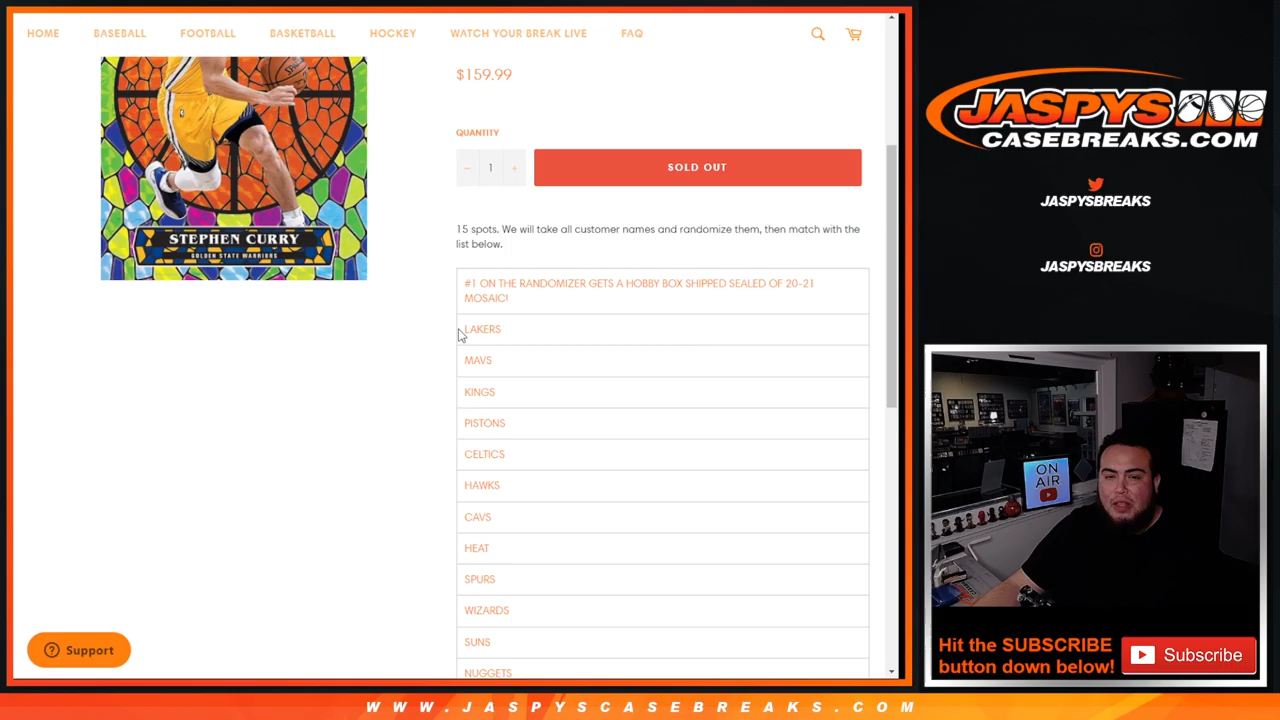 HOME BASEBALL FOOTBALL BASKETBALL HOCKEY WATCH YOUR BREAK LIVE FAQ
$159.99
QUANTITY
− 1 + SOLD OUT
15 spots. We will take all customer names and randomize them, then match with the
list below.
#1 ON THE RANDOMIZER GETS A HOBBY BOX SHIPPED SEALED OF 20-21
MOSAIC!
LAKERS
MAVS
KINGS
PISTONS
CELTICS
HAWKS
CAVS
HEAT
SPURS
WIZARDS
SUNS
NUGGETS
STEPHEN CURRY
GOLDEN STATE WARRIORS
Support
JASPYS
CASEBREAKS.COM
JASPYSBREAKS
JASPYSBREAKS
ON
AIR
Hit the SUBSCRIBE
button down below!
Subscribe
WWW.JASPYSCASEBREAKS.COM